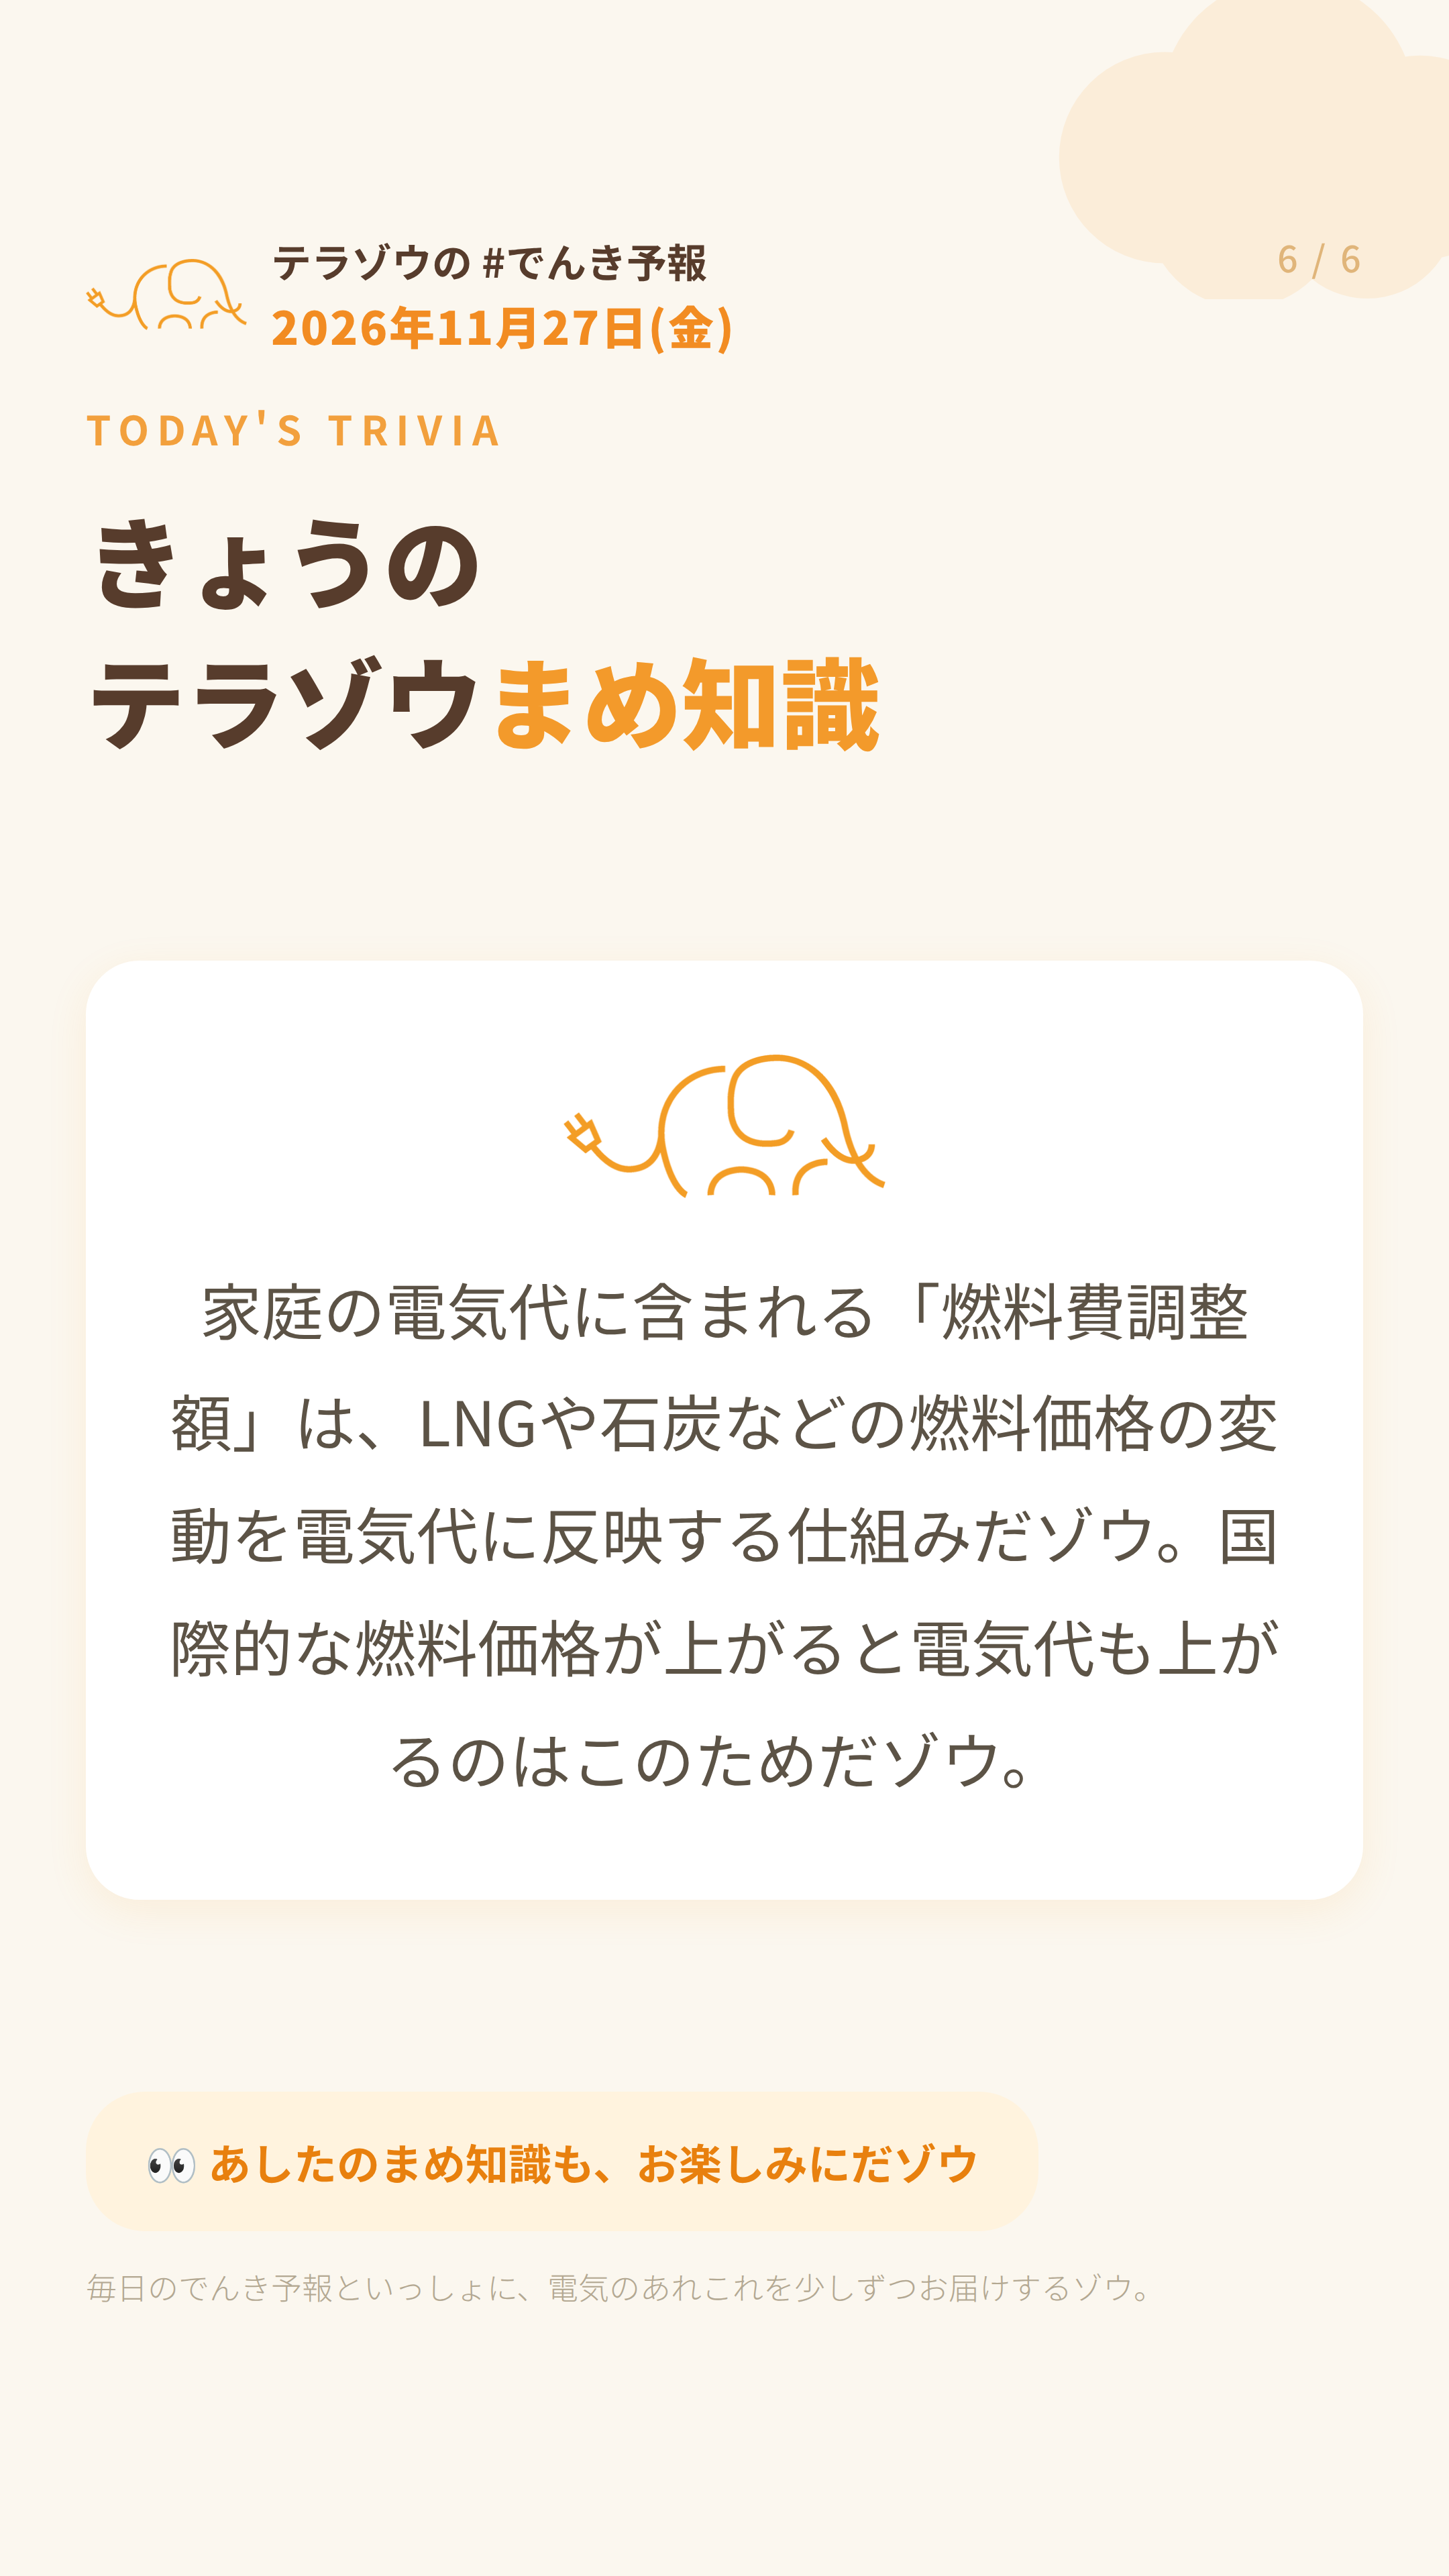 テラゾウの #でんき予報
2026年11月27日(金)
6 / 6
TODAY'S TRIVIA
きょうの
テラゾウまめ知識
家庭の電気代に含まれる「燃料費調整
額」は、LNGや石炭などの燃料価格の変
動を電気代に反映する仕組みだゾウ。国
際的な燃料価格が上がると電気代も上が
るのはこのためだゾウ。
👀 あしたのまめ知識も、お楽しみにだゾウ
毎日のでんき予報といっしょに、電気のあれこれを少しずつお届けするゾウ。